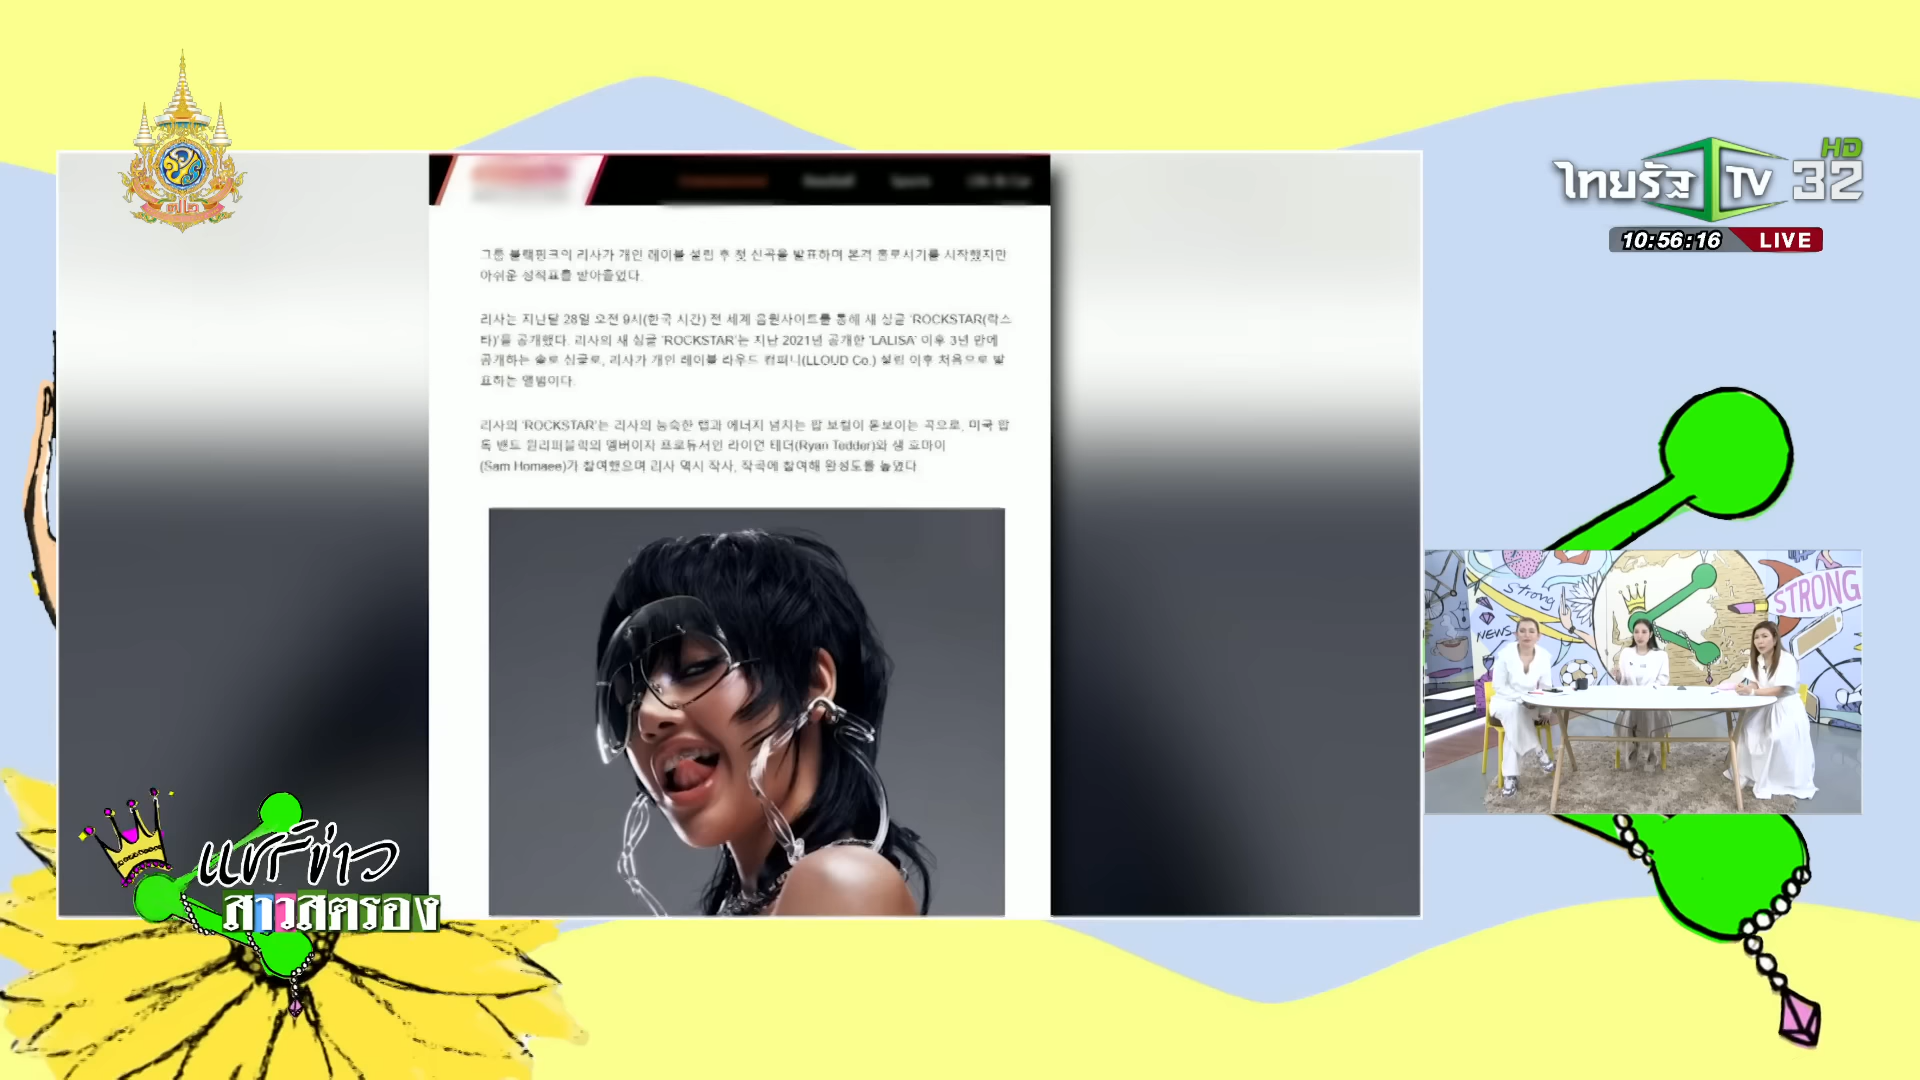 HD
ไทยรัฐ TV 32
10:56:16 LIVE
그룹 블랙핑크의 리사가 개인 레이블 설립 후 첫 신곡을 발표하며 본격 홀로서기를 시작했지만
아쉬운 성적표를 받아들었다.
리사는 지난달 28일 오전 9시(한국 시간) 전 세계 음원사이트를 통해 새 싱글 'ROCKSTAR(락스
타)'를 공개했다. 리사의 새 싱글 'ROCKSTAR'는 지난 2021년 공개한 'LALISA' 이후 3년 만에
공개하는 솔로 싱글로, 리사가 개인 레이블 라우드 컴퍼니(LLOUD Co.) 설립 이후 처음으로 발
표하는 앨범이다.
리사의 'ROCKSTAR'는 리사의 능숙한 랩과 에너지 넘치는 팝 보컬이 돋보이는 곡으로, 미국 팝
록 밴드 원리퍼블릭의 멤버이자 프로듀서인 라이언 테더(Ryan Tedder)와 샘 호마이
(Sam Homaee)가 참여했으며 리사 역시 작사, 작곡에 참여해 완성도를 높였다
Strong
STRONG
NEWS
แชร์ข่าว
สาวสตรอง
๗๒